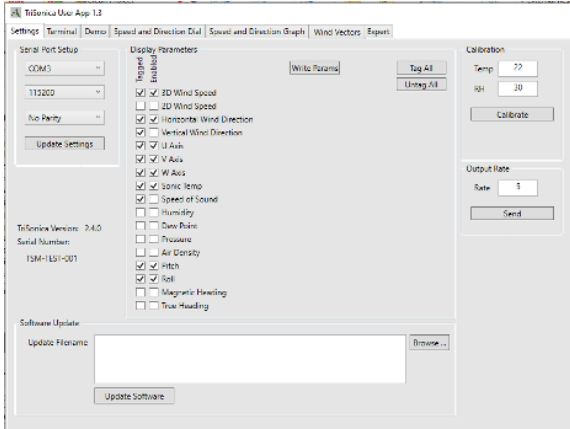 TriSonica User App 1.3
Settings Terminal Demo Speed and Direction Dial Speed and Direction Graph Wind Vectors Expert
Serial Port Setup
COM3
115200
No Parity
Update Settings
TriSonica Version: 2.4.0
Serial Number:
TSM-TEST-001
Display Parameters
Tagged
Enabled
Write Params
Tag All
Untag All
3D Wind Speed
2D Wind Speed
Horizontal Wind Direction
Vertical Wind Direction
U Axis
V Axis
W Axis
Sonic Temp
Speed of Sound
Humidity
Dew Point
Pressure
Air Density
Pitch
Roll
Magnetic Heading
True Heading
Calibration
Temp 22
RH 30
Calibrate
Output Rate
Rate 5
Send
Software Update
Update Filename
Browse ...
Update Software